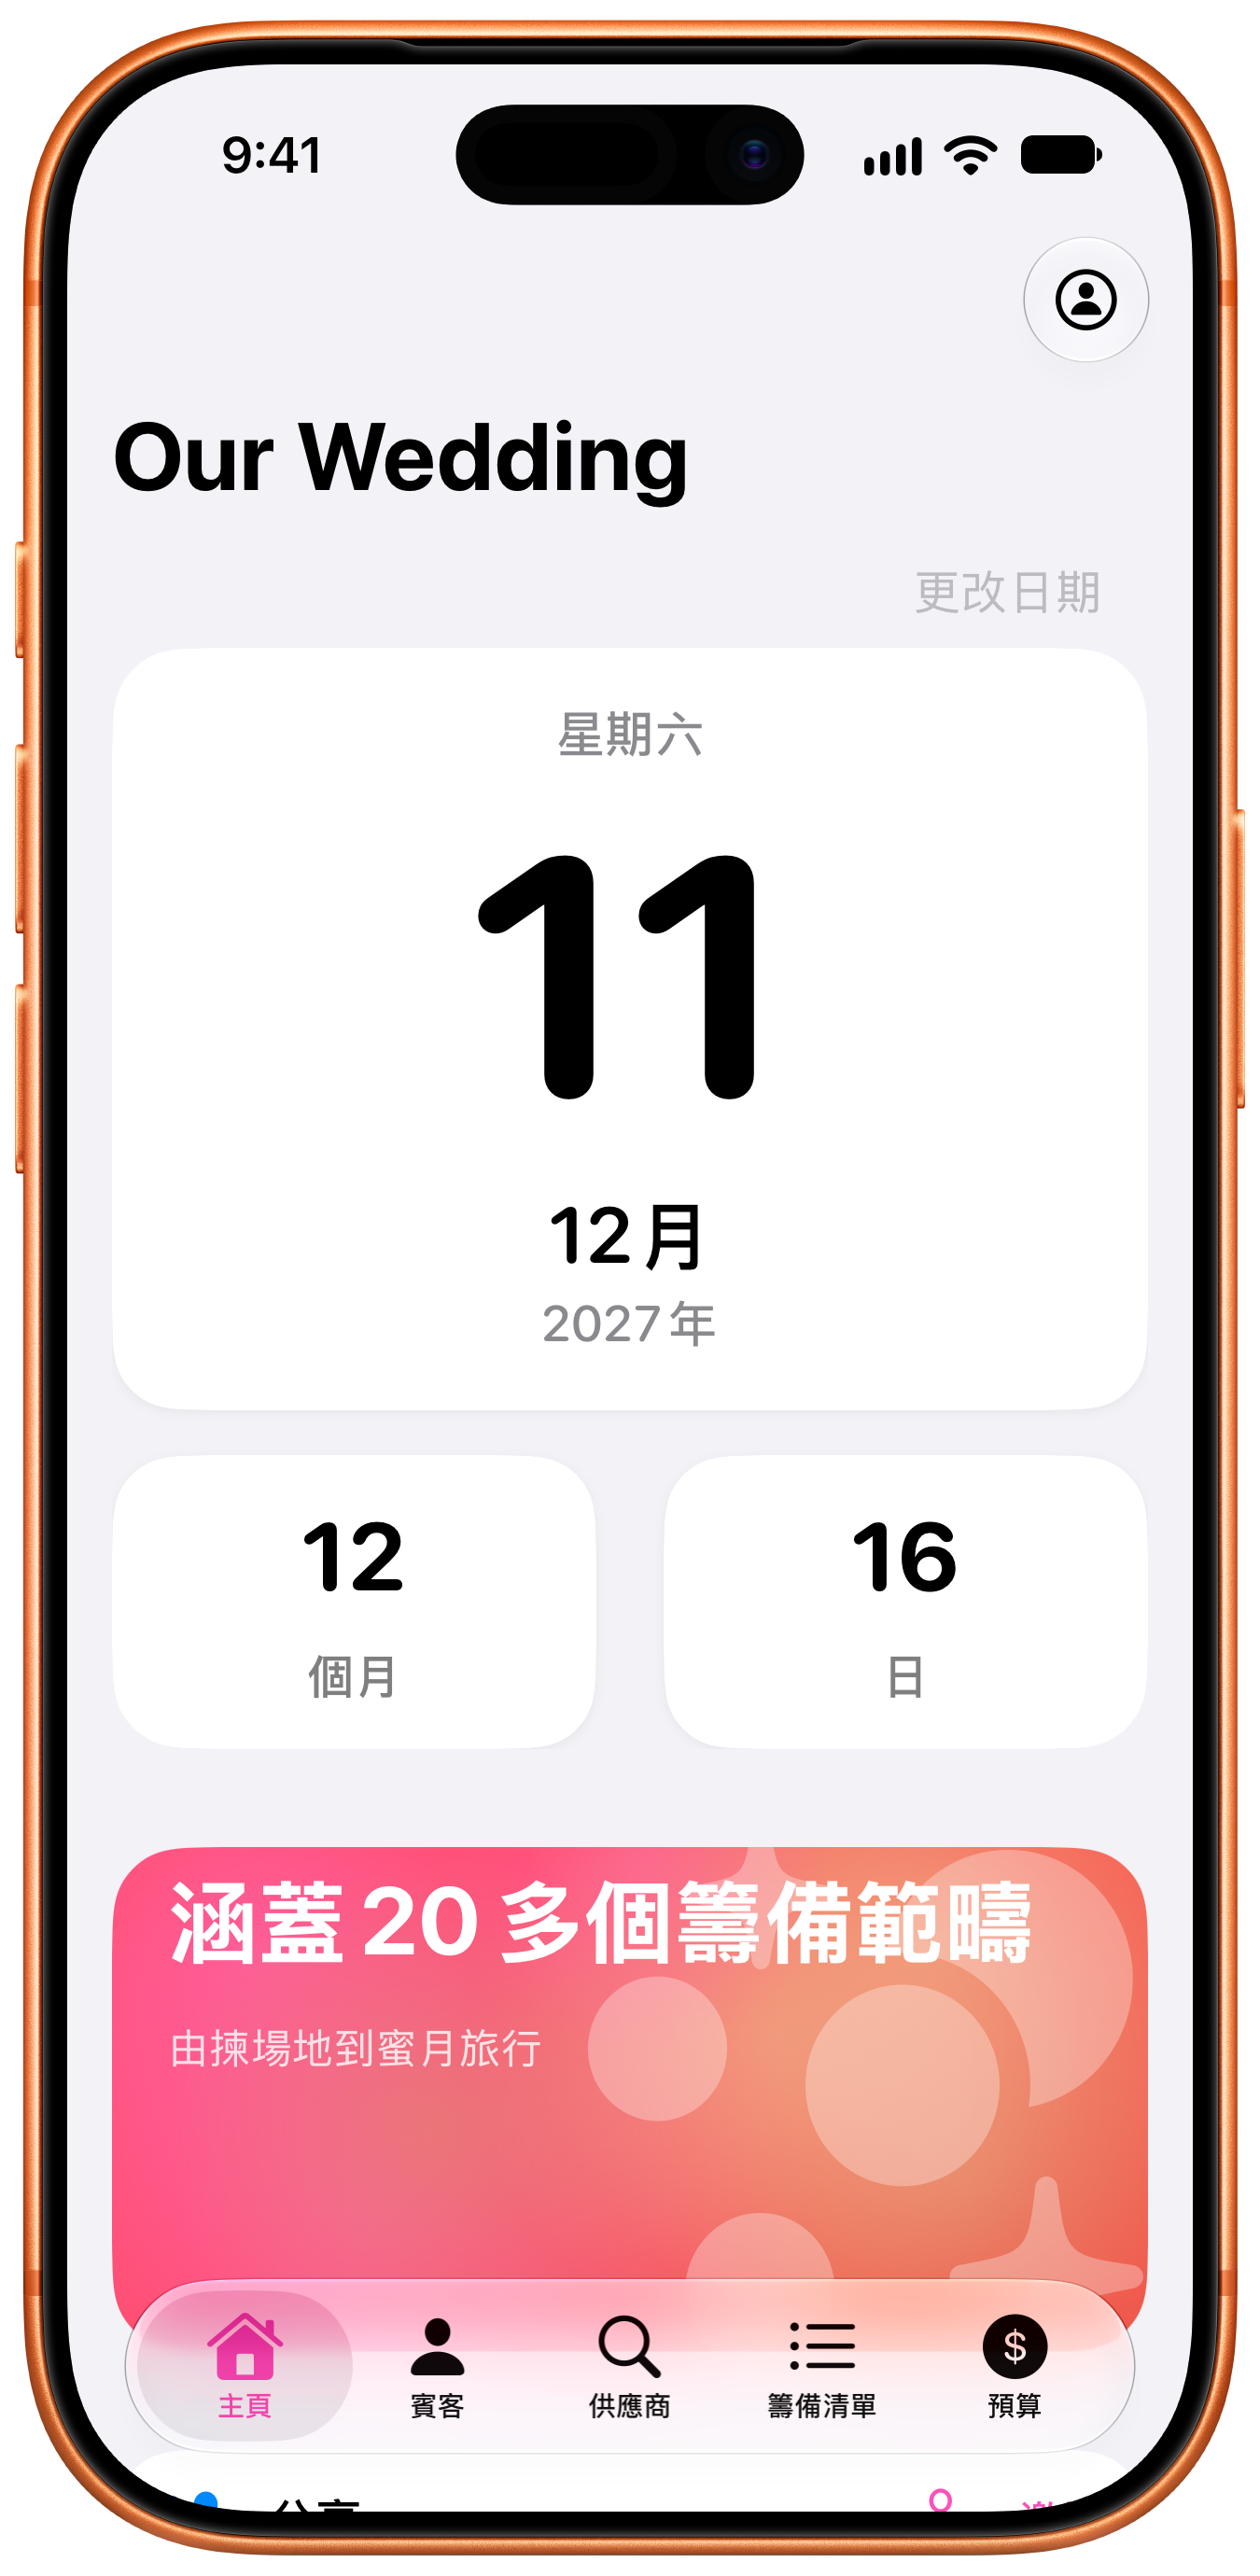 9:41
Our Wedding
更改日期
星期六
11
12月
2027年
12
個月
16
日
涵蓋 20 多個籌備範疇
由揀場地到蜜月旅行
主頁
賓客
供應商
籌備清單
預算